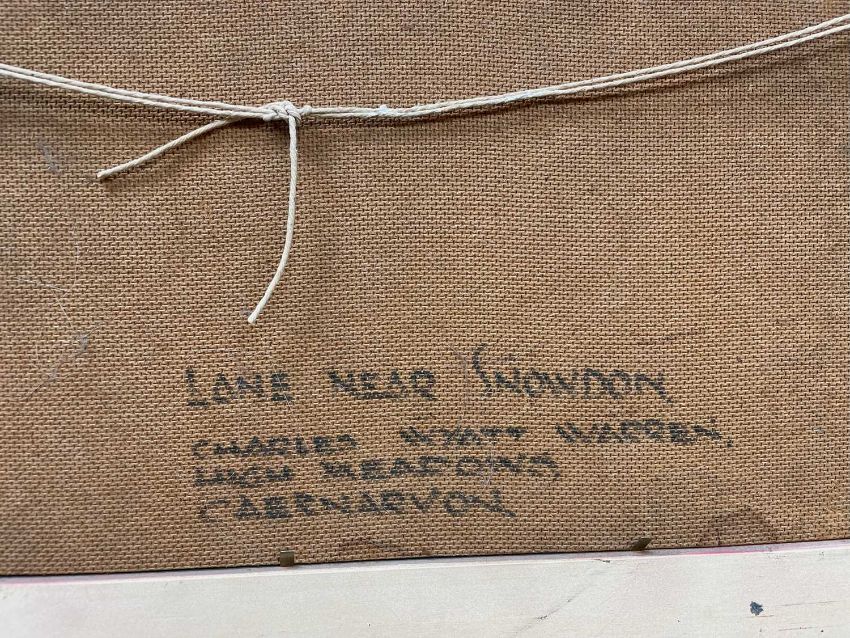 LANE NEAR SNOWDON
CHARLES WYATT WARREN,
HIGH MEADOWS,
CAERNARVON